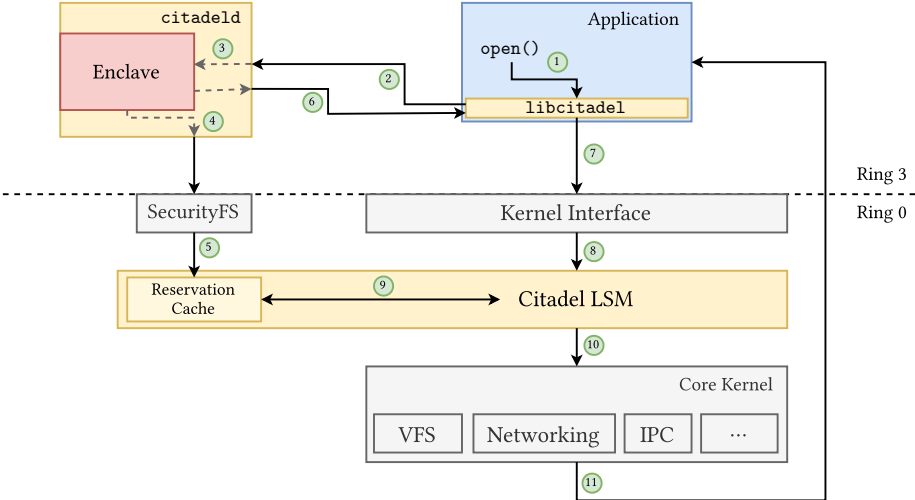 citadeld
Application
Enclave
open()
libcitadel
1
2
3
4
6
7
Ring 3
Ring 0
SecurityFS
Kernel Interface
5
8
Reservation
Cache
9
Citadel LSM
10
Core Kernel
VFS
Networking
IPC
...
11